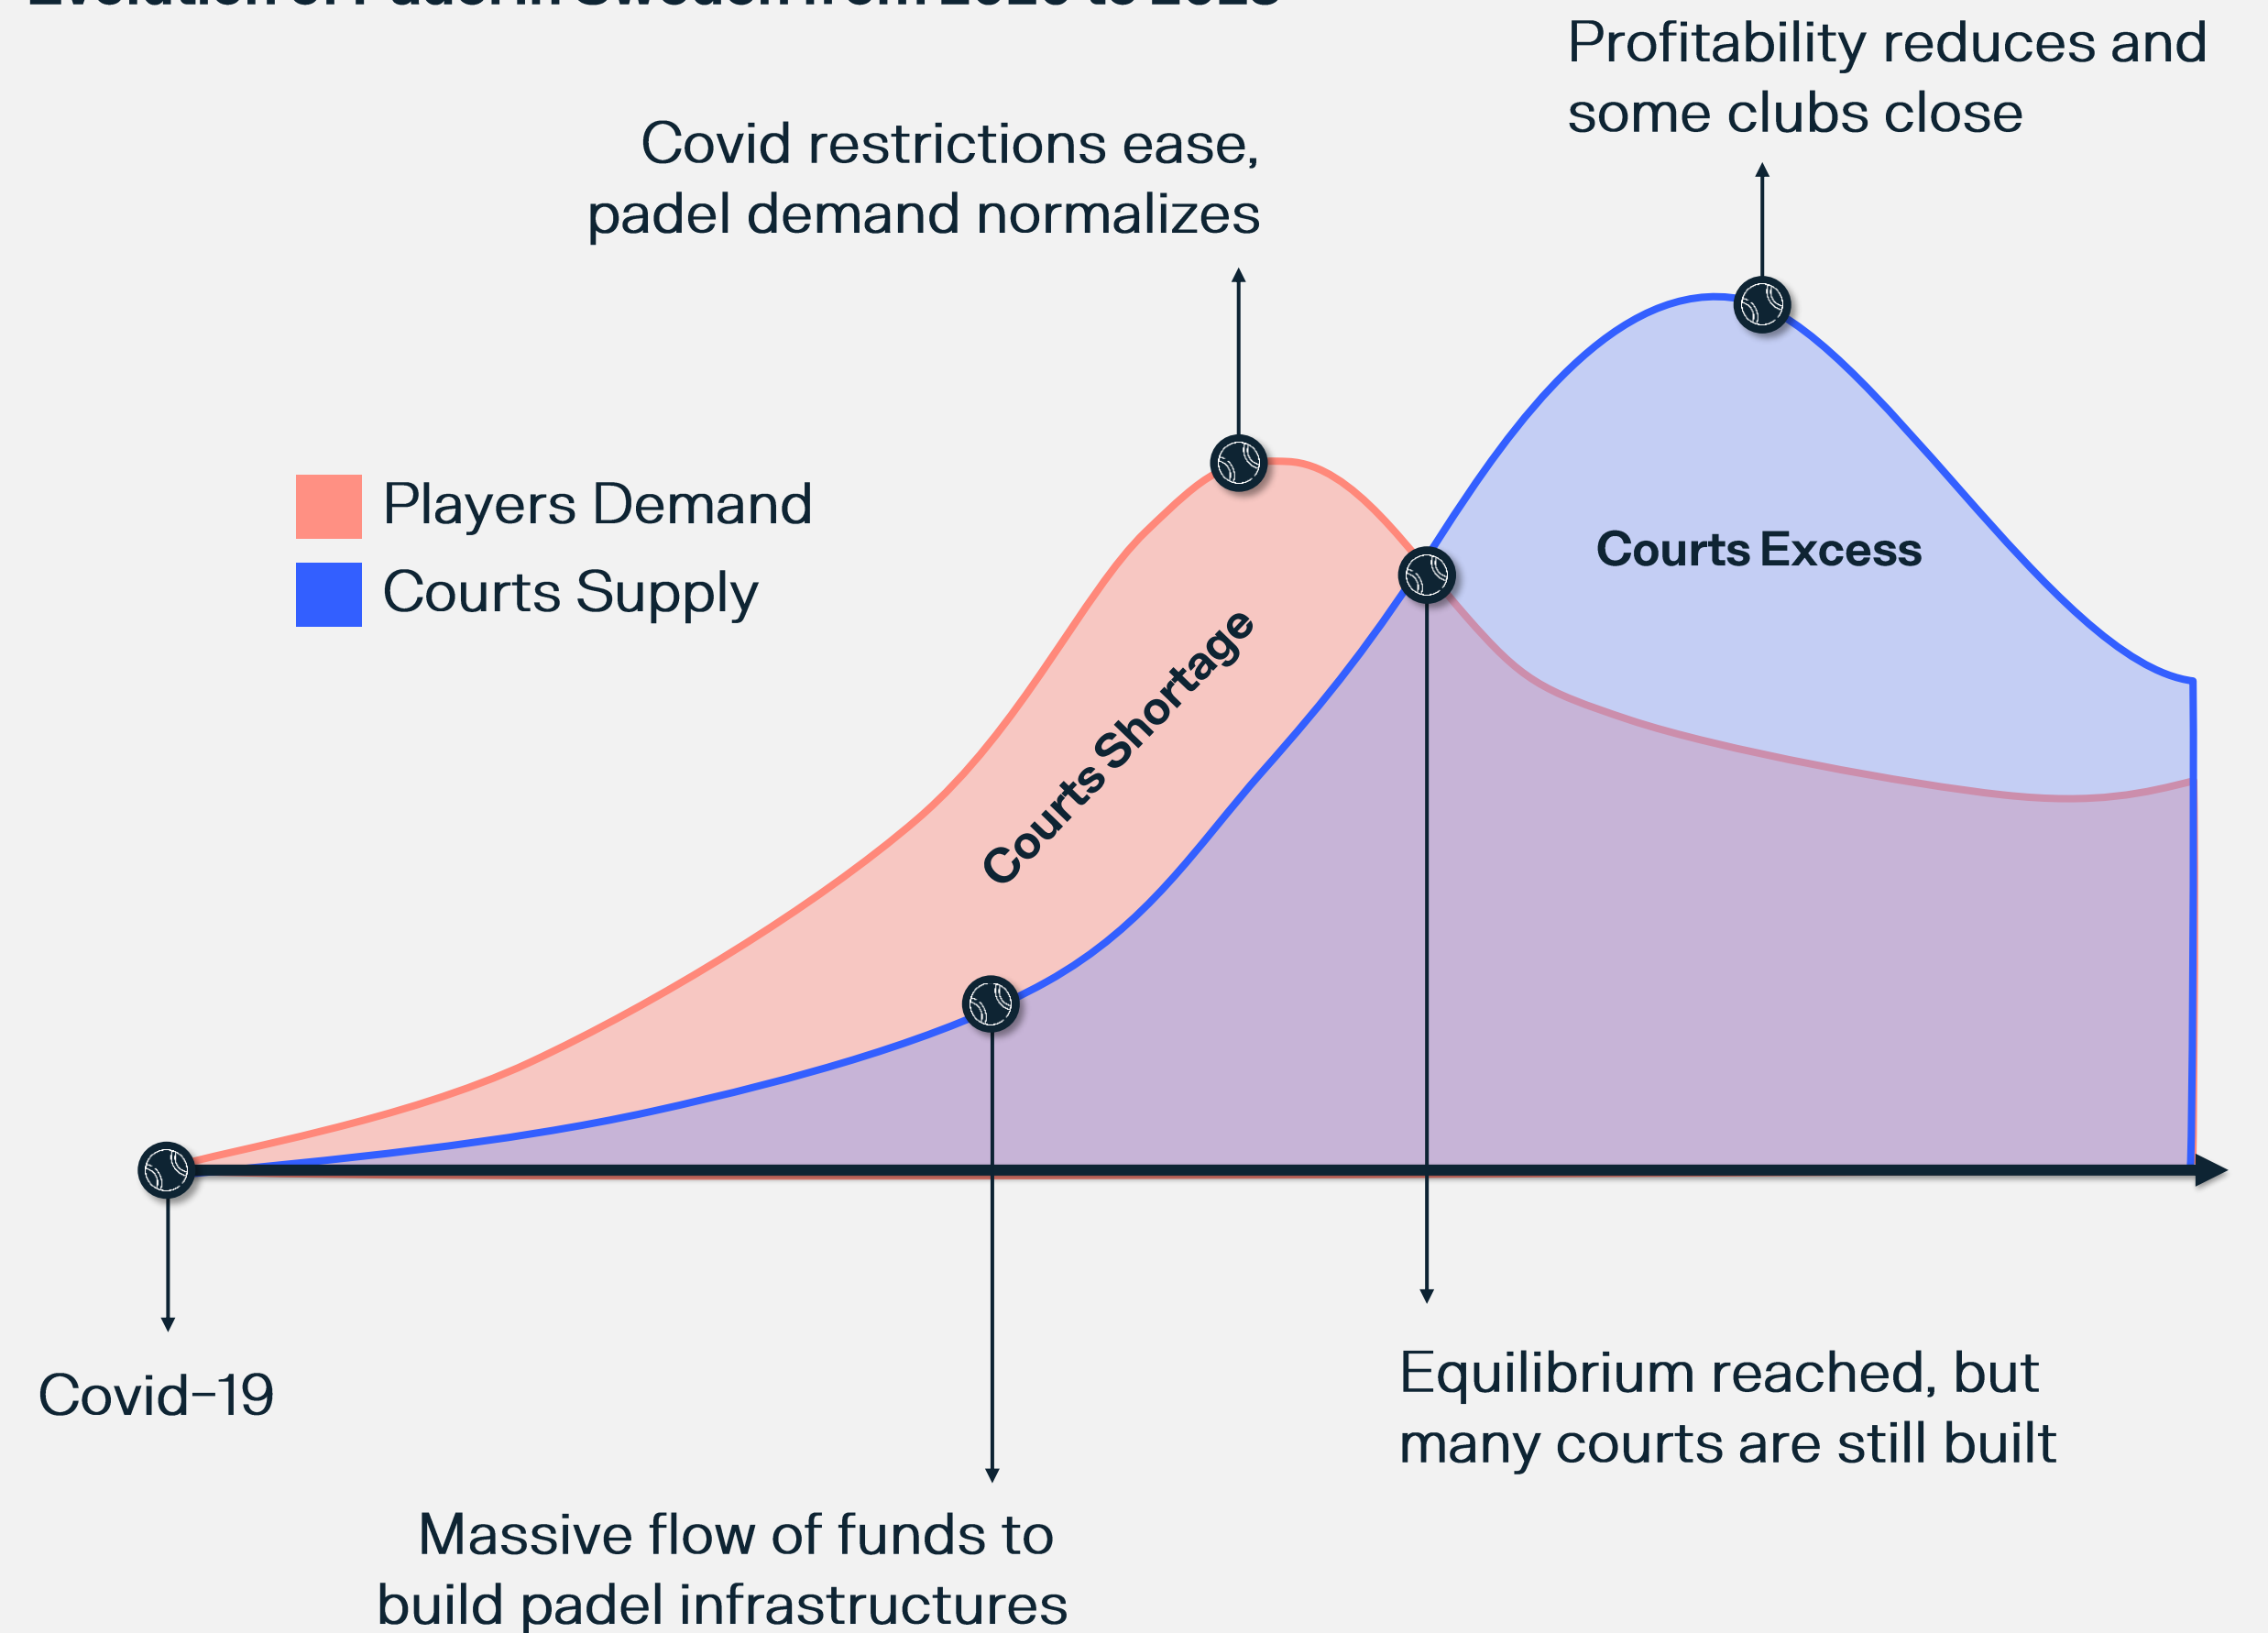 Profitability reduces and
some clubs close
Covid restrictions ease,
padel demand normalizes
Players Demand
Courts Supply
Courts Excess
Courts Shortage
Covid-19
Equilibrium reached, but
many courts are still built
Massive flow of funds to
build padel infrastructures